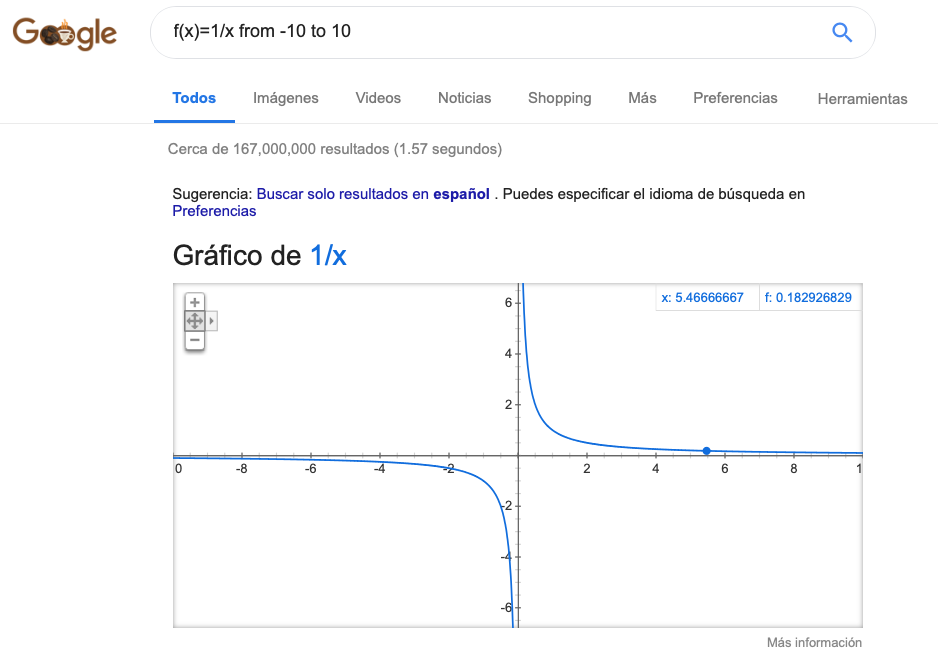 Google
f(x)=1/x from -10 to 10
Todos Imágenes Videos Noticias Shopping Más Preferencias Herramientas
Cerca de 167,000,000 resultados (1.57 segundos)
Sugerencia: Buscar solo resultados en español . Puedes especificar el idioma de búsqueda en
Preferencias
Gráfico de 1/x
x: 5.46666667 f: 0.182926829
6
4
2
0 -8 -6 -4 -2 2 4 6 8 1
-2
-4
-6
Más información